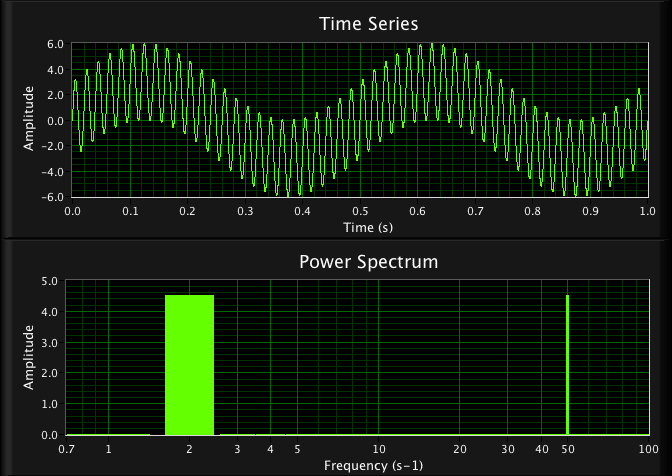 Time Series
Amplitude
6.0
4.0
2.0
0.0
−2.0
−4.0
−6.0
0.0 0.1 0.2 0.3 0.4 0.5 0.6 0.7 0.8 0.9 1.0
Time (s)
Power Spectrum
Amplitude
5.0
4.0
3.0
2.0
1.0
0.0
0.7 1 2 3 4 5 10 20 30 40 50 100
Frequency (s−1)